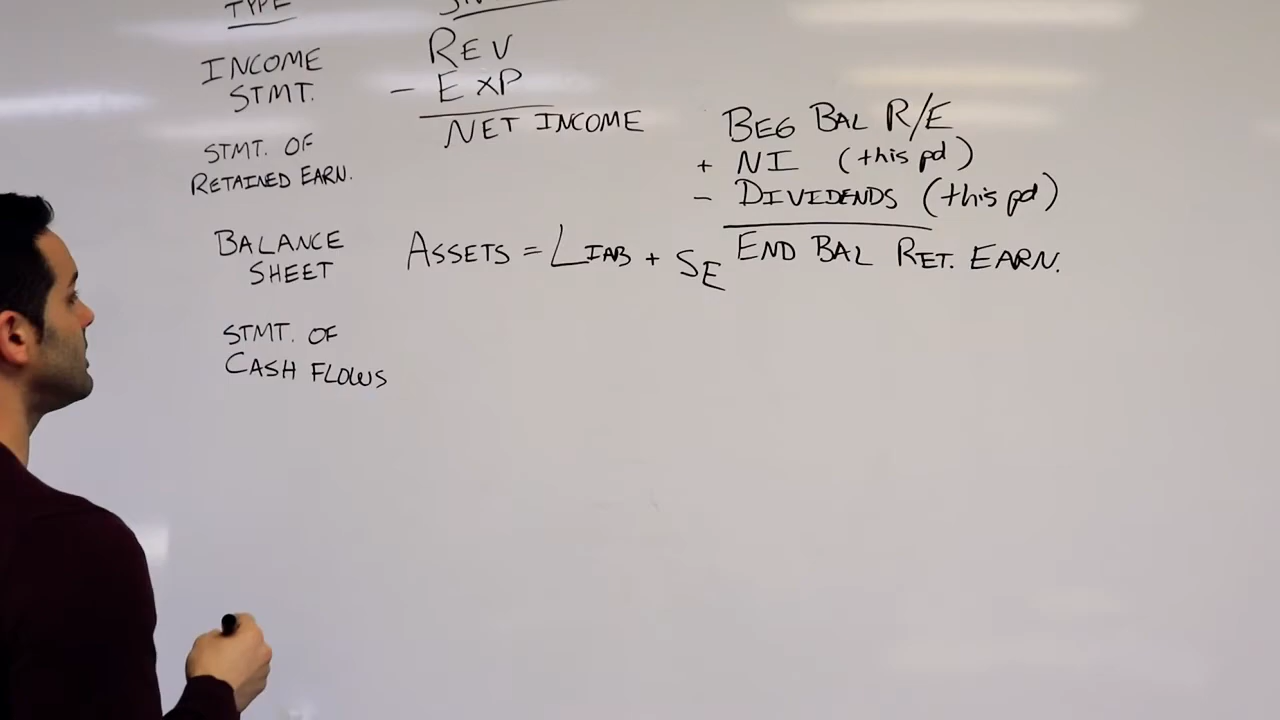 TYPE
INCOME
STMT.
STMT. OF
RETAINED EARN.
BALANCE
SHEET
STMT. OF
CASH FLOWS
REV
- EXP
NET INCOME
ASSETS = LIAB + SE
BEG BAL R/E
+ NI (this pd)
- DIVIDENDS (this pd)
END BAL RET. EARN.